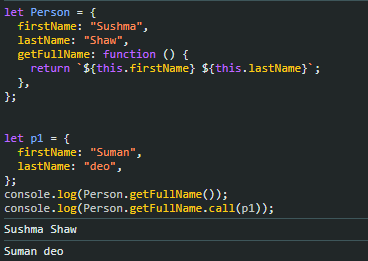 let Person = {
  firstName: "Sushma",
  lastName: "Shaw",
  getFullName: function () {
    return `${this.firstName} ${this.lastName}`;
  },
};
let p1 = {
  firstName: "Suman",
  lastName: "deo",
};
console.log(Person.getFullName());
console.log(Person.getFullName.call(p1));
Sushma Shaw
Suman deo